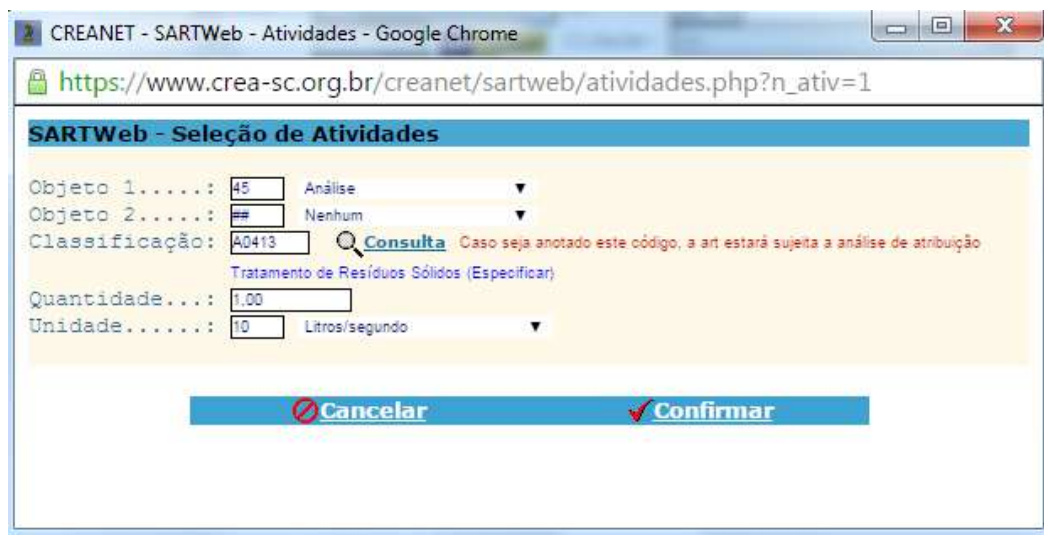 CREANET - SARTWeb - Atividades - Google Chrome
https://www.crea-sc.org.br/creanet/sartweb/atividades.php?n_ativ=1
SARTWeb - Seleção de Atividades
Objeto 1.....: 45 Análise
Objeto 2.....: ## Nenhum
Classificação: A0413 Consulta Caso seja anotado este código, a art estará sujeita a análise de atribuição
Tratamento de Resíduos Sólidos (Especificar)
Quantidade...: 1,00
Unidade......: 10 Litros/segundo
Cancelar Confirmar